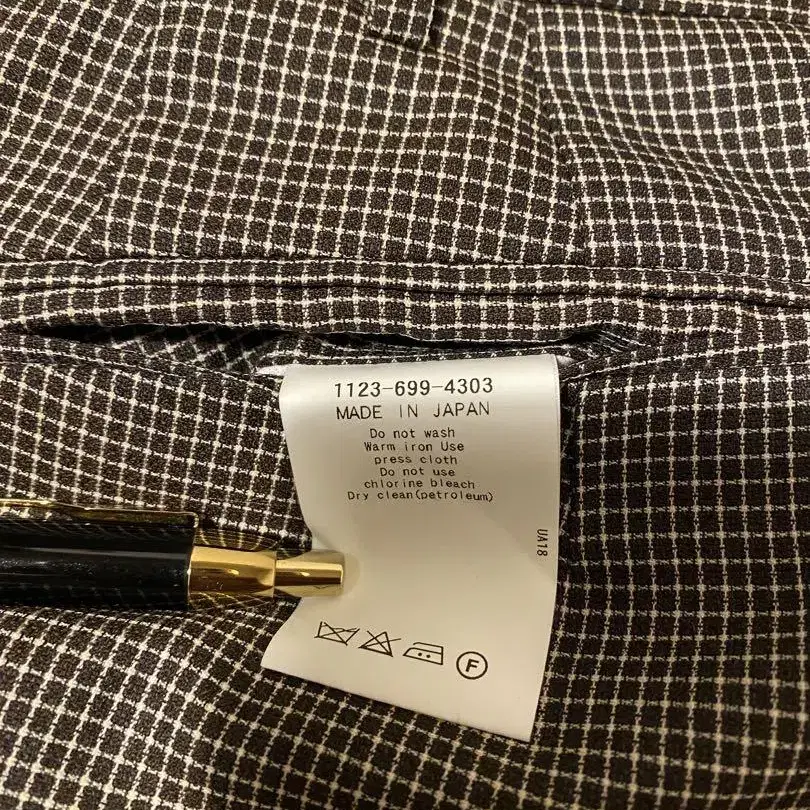 1123-699-4303
MADE IN JAPAN
Do not wash
Warm iron Use
press cloth
Do not use
chlorine bleach
Dry clean(petroleum)
UA18
F